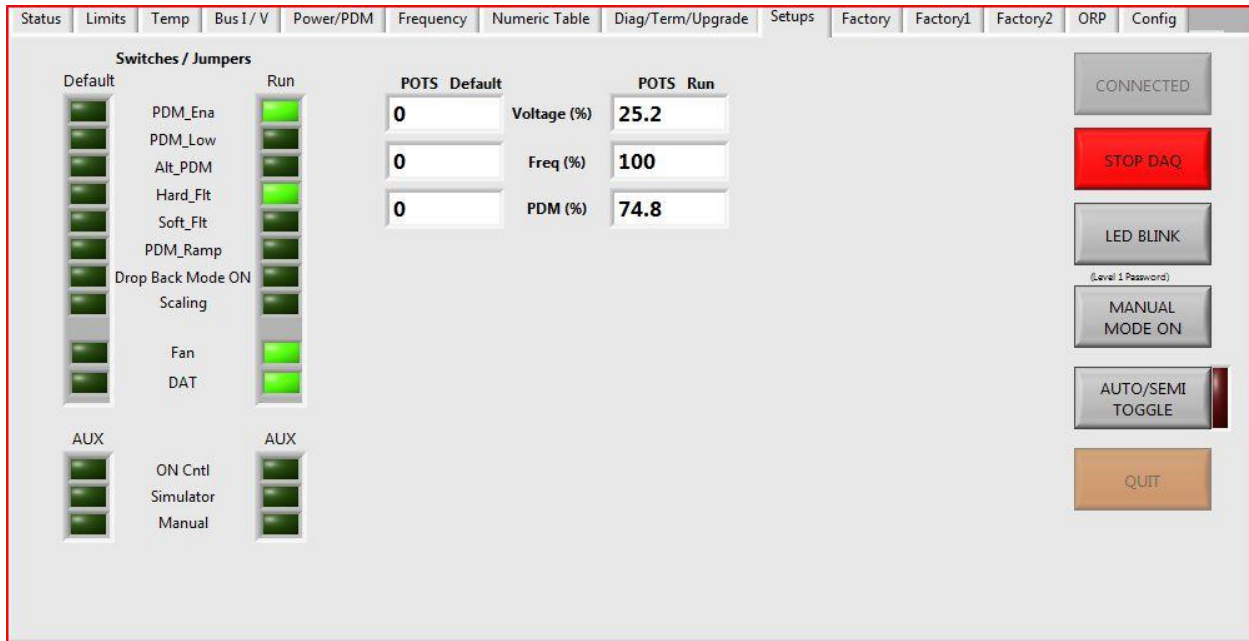 Status Limits Temp Bus I / V Power/PDM Frequency Numeric Table Diag/Term/Upgrade Setups Factory Factory1 Factory2 ORP Config
Switches / Jumpers
Default Run
PDM_Ena
PDM_Low
Alt_PDM
Hard_Flt
Soft_Flt
PDM_Ramp
Drop Back Mode ON
Scaling
Fan
DAT
AUX AUX
ON Cntl
Simulator
Manual
POTS Default POTS Run
0 Voltage (%) 25.2
0 Freq (%) 100
0 PDM (%) 74.8
CONNECTED
STOP DAQ
LED BLINK
(Level 1 Password)
MANUAL
MODE ON
AUTO/SEMI
TOGGLE
QUIT